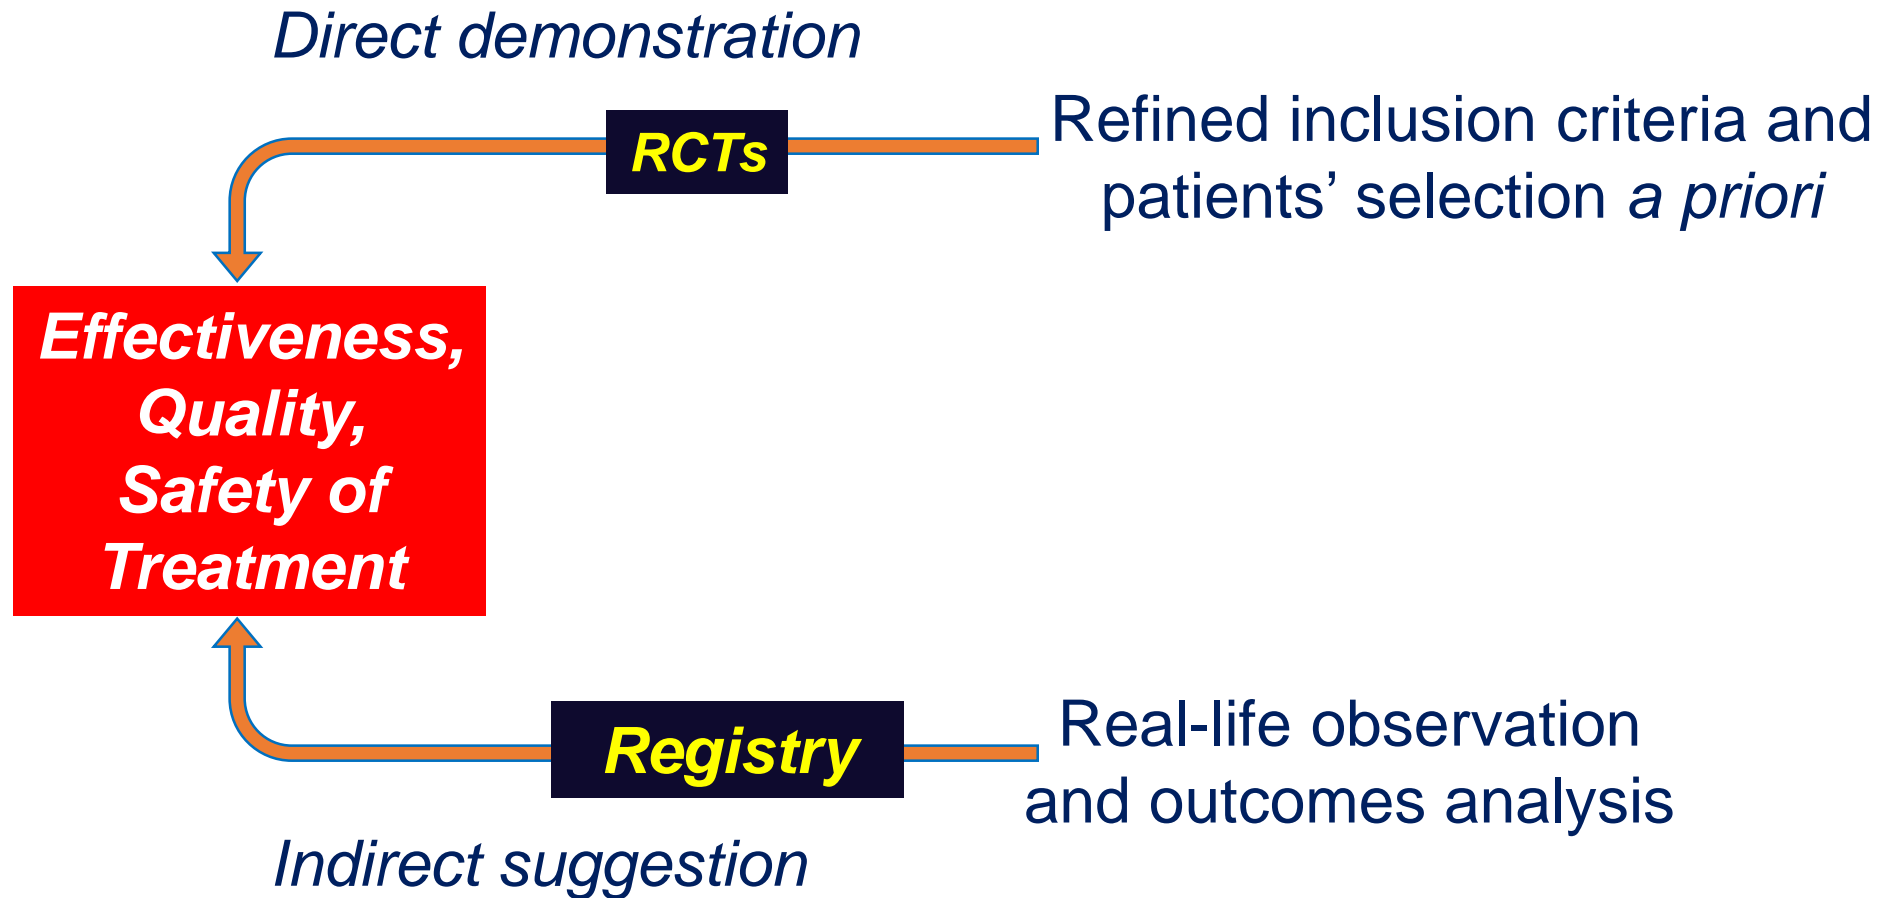 Direct demonstration
RCTs
Refined inclusion criteria and
patients’ selection a priori
Effectiveness,
Quality,
Safety of
Treatment
Registry
Real-life observation
and outcomes analysis
Indirect suggestion